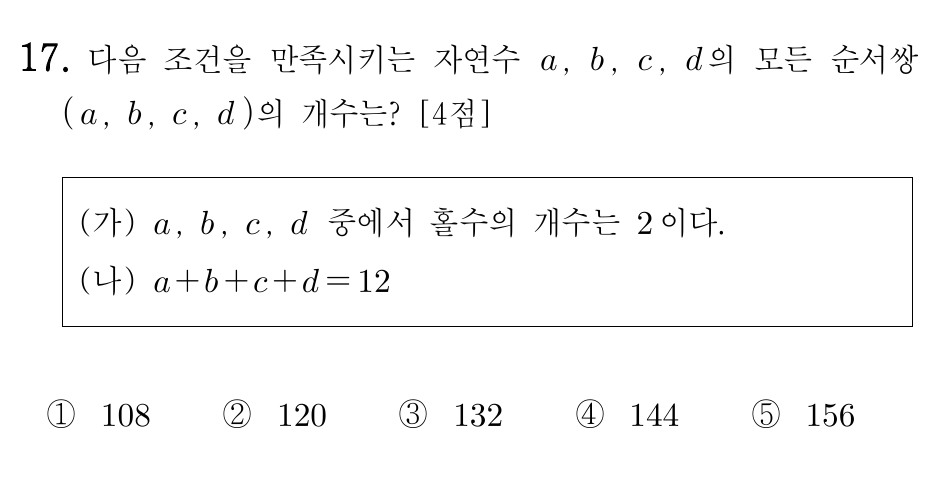 17. 다음 조건을 만족시키는 자연수 a, b, c, d의 모든 순서쌍
(a, b, c, d)의 개수는? [4점]
(가) a, b, c, d 중에서 홀수의 개수는 2이다.
(나) a+b+c+d=12
① 108 ② 120 ③ 132 ④ 144 ⑤ 156